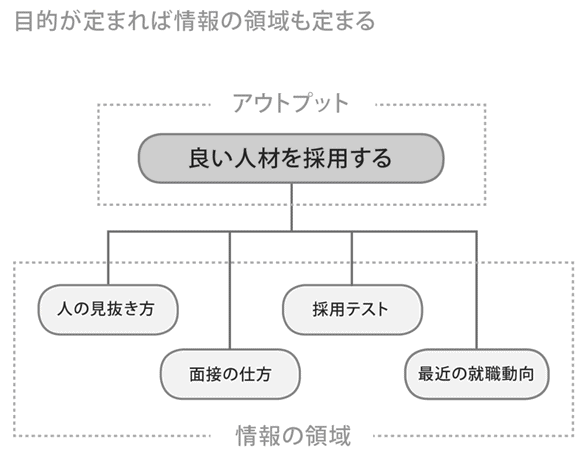 目的が定まれば情報の領域も定まる
アウトプット
良い人材を採用する
人の見抜き方
採用テスト
面接の仕方
最近の就職動向
情報の領域